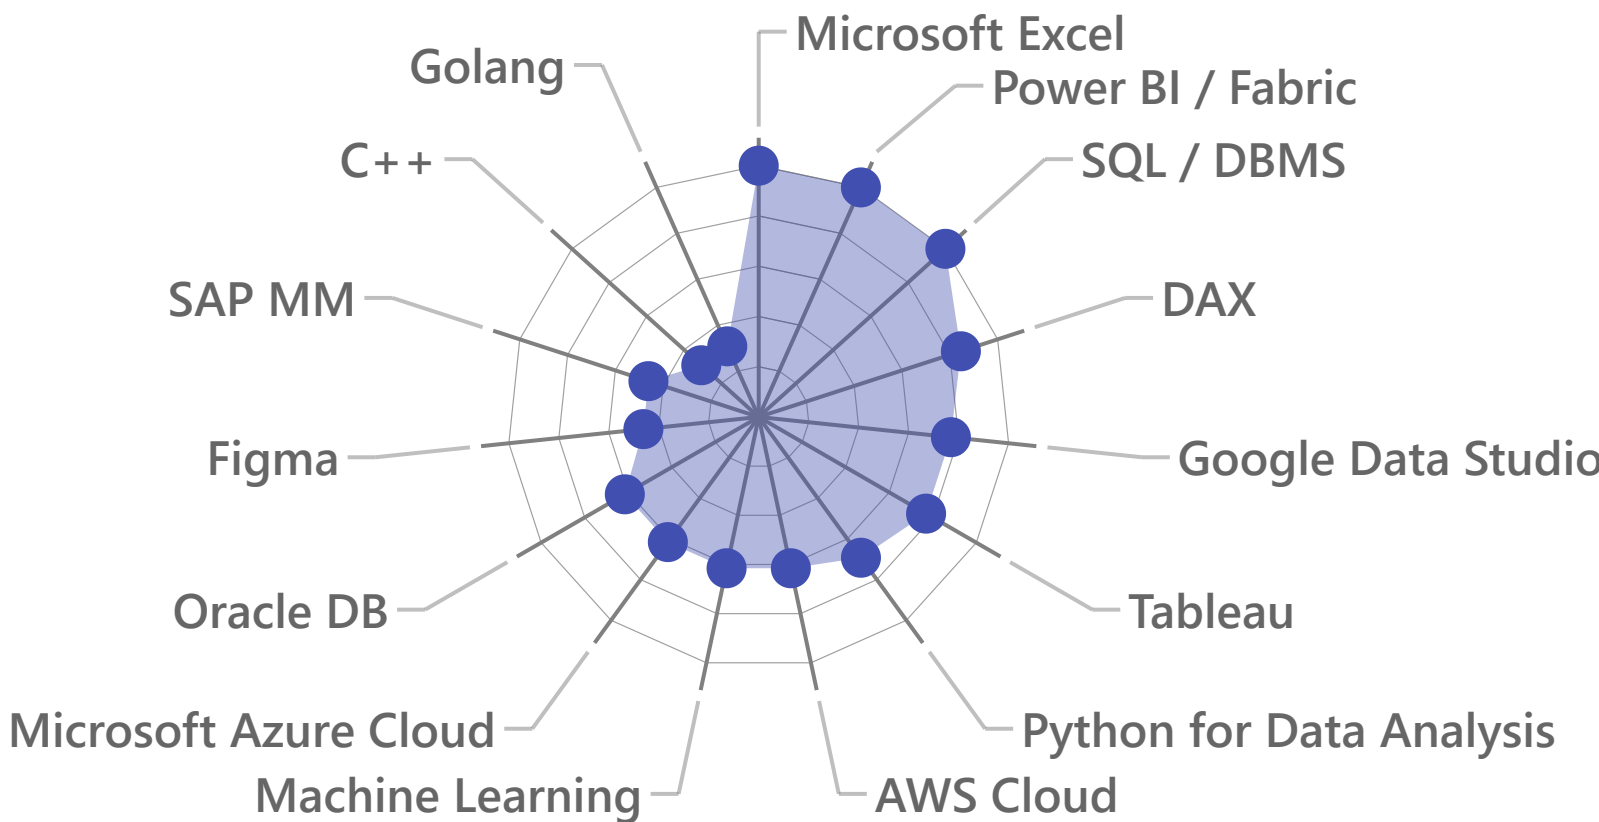 Microsoft Excel
Power BI / Fabric
SQL / DBMS
DAX
Google Data Studio
Tableau
Python for Data Analysis
AWS Cloud
Machine Learning
Microsoft Azure Cloud
Oracle DB
Figma
SAP MM
C++
Golang